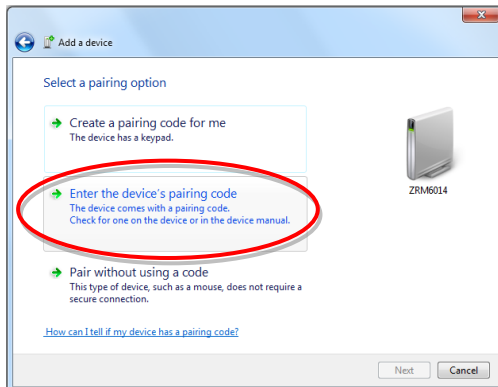 Add a device
Select a pairing option
Create a pairing code for me
The device has a keypad.
Enter the device's pairing code
The device comes with a pairing code.
Check for one on the device or in the device manual.
ZRM6014
Pair without using a code
This type of device, such as a mouse, does not require a
secure connection.
How can I tell if my device has a pairing code?
Next
Cancel